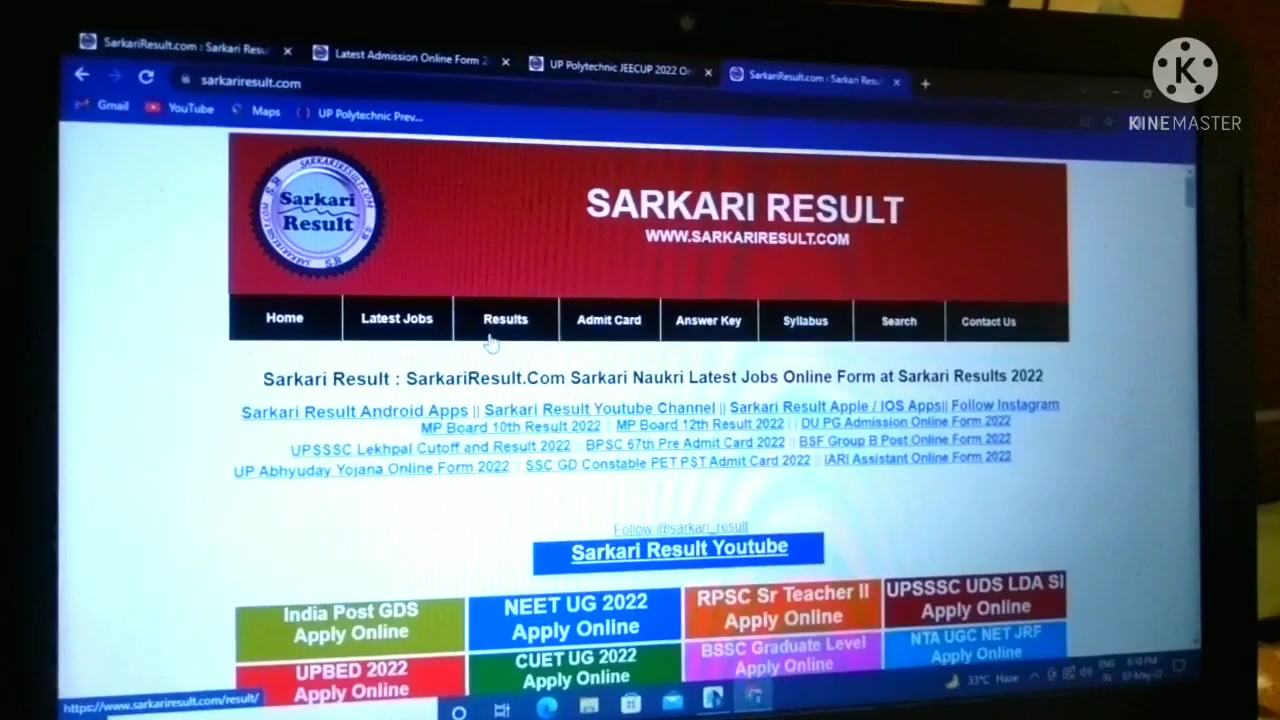 SarkariResult.com : Sarkari Resu
Latest Admission Online Form 2
UP Polytechnic JEECUP 2022 On
SarkariResult.com : Sarkari Resu
sarkariresult.com
Gmail YouTube Maps UP Polytechnic Prev...
K
KINEMASTER
SARKARIRESULT.COM
Sarkari
Result
SARKARI RESULT
WWW.SARKARIRESULT.COM
Home Latest Jobs Results Admit Card Answer Key Syllabus Search Contact Us
Sarkari Result : SarkariResult.Com Sarkari Naukri Latest Jobs Online Form at Sarkari Results 2022
Sarkari Result Android Apps || Sarkari Result Youtube Channel || Sarkari Result Apple / IOS Apps|| Follow Instagram
MP Board 10th Result 2022 || MP Board 12th Result 2022 || DU PG Admission Online Form 2022
UPSSSC Lekhpal Cutoff and Result 2022 || BPSC 67th Pre Admit Card 2022 || BSF Group B Post Online Form 2022
UP Abhyuday Yojana Online Form 2022 || SSC GD Constable PET PST Admit Card 2022 || IARI Assistant Online Form 2022
Follow @sarkari_result
Sarkari Result Youtube
India Post GDS
Apply Online
NEET UG 2022
Apply Online
RPSC Sr Teacher II
Apply Online
UPSSSC UDS LDA SI
Apply Online
UPBED 2022
Apply Online
CUET UG 2022
Apply Online
BSSC Graduate Level
Apply Online
NTA UGC NET JRF
Apply Online
https://www.sarkariresult.com/result/
33°C Haze
ENG
IN
6:18 PM